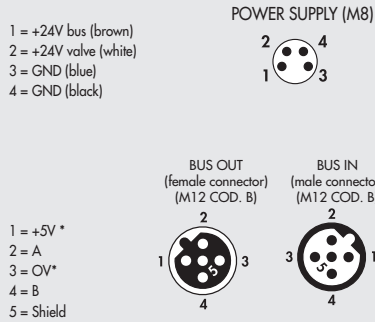 POWER SUPPLY (M8)
1 = +24V bus (brown)
2 = +24V valve (white)
3 = GND (blue)
4 = GND (black)
2 4
1 3
BUS OUT
(female connector)
(M12 COD. B)
BUS IN
(male connecto
(M12 COD. B
1 = +5V *
2 = A
3 = OV*
4 = B
5 = Shield
2
1 5 3
4
2
3 5 1
4